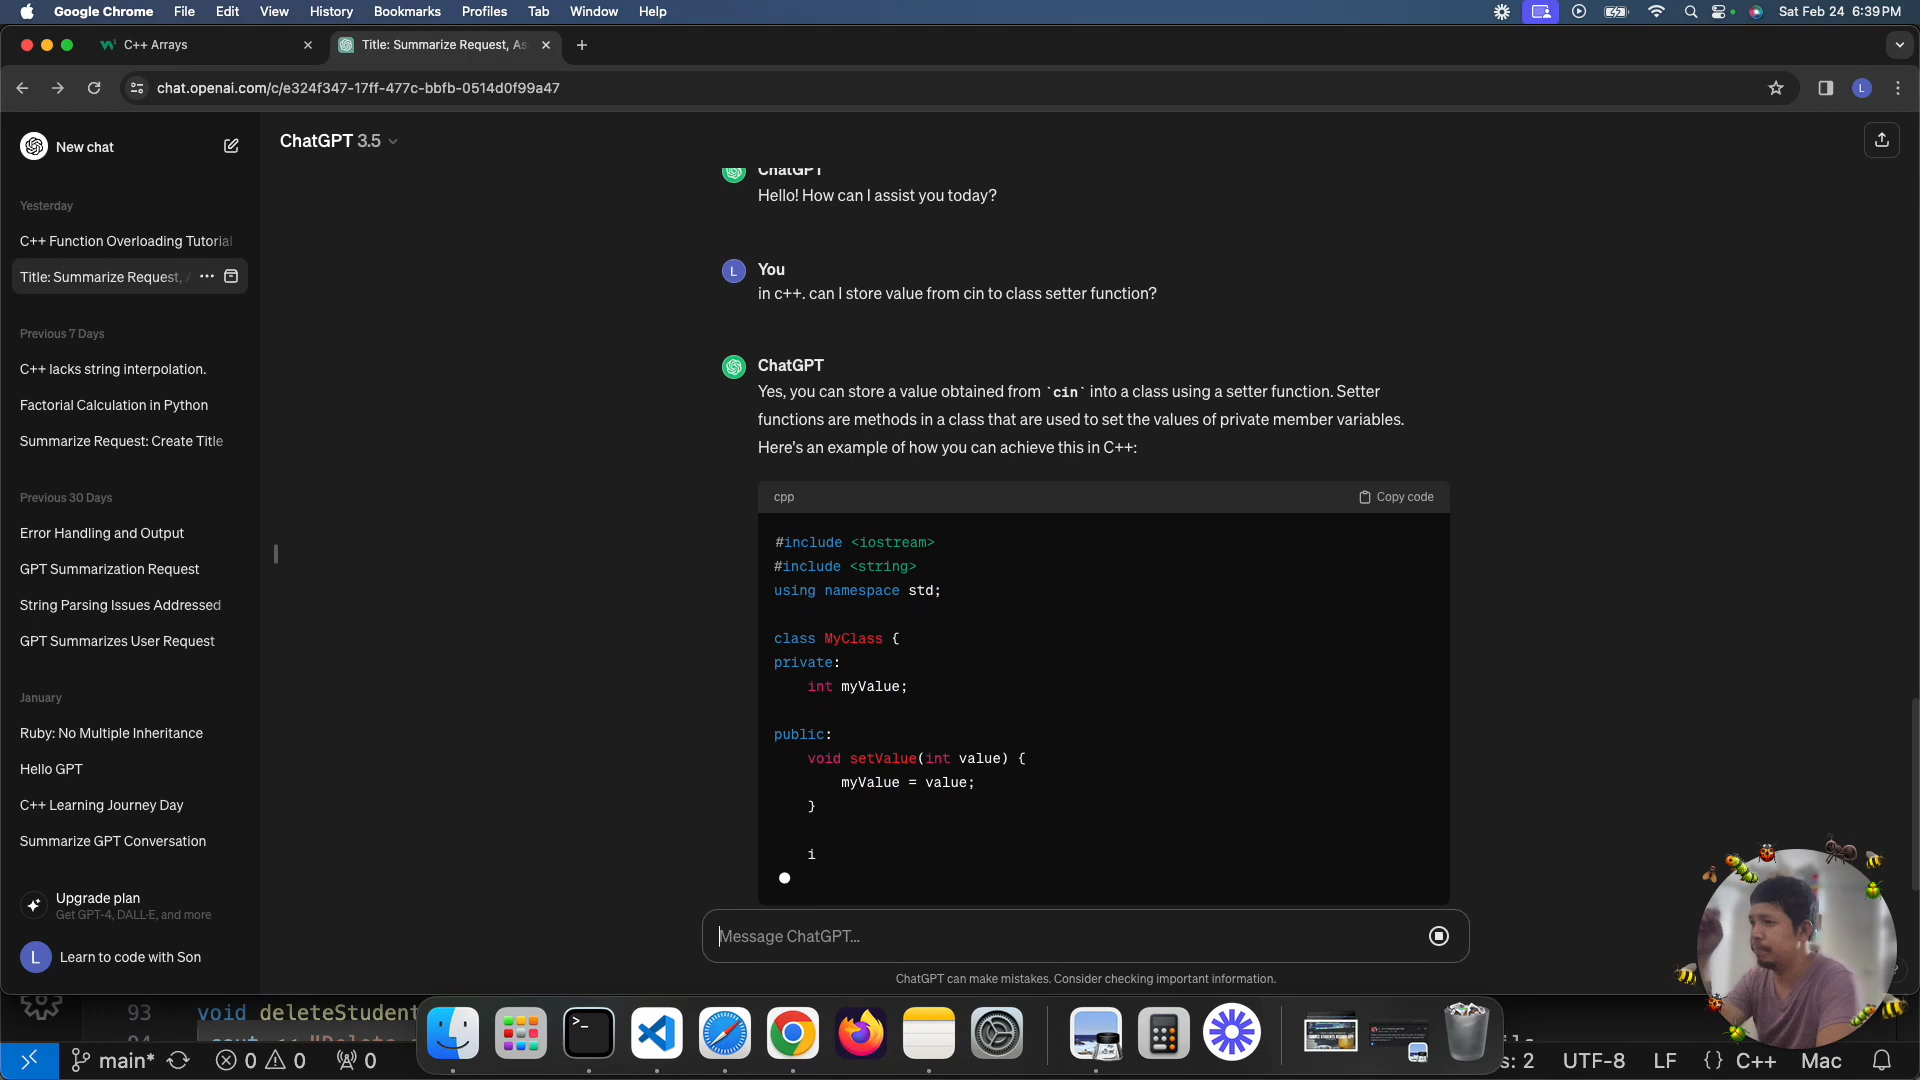 Google Chrome File Edit View History Bookmarks Profiles Tab Window Help
Sat Feb 24 6:39 PM
C++ Arrays
Title: Summarize Request, As
chat.openai.com/c/e324f347-17ff-477c-bbfb-0514d0f99a47
L
New chat
Yesterday
C++ Function Overloading Tutorial
Title: Summarize Request,
Previous 7 Days
C++ lacks string interpolation.
Factorial Calculation in Python
Summarize Request: Create Title
Previous 30 Days
Error Handling and Output
GPT Summarization Request
String Parsing Issues Addressed
GPT Summarizes User Request
January
Ruby: No Multiple Inheritance
Hello GPT
C++ Learning Journey Day
Summarize GPT Conversation
Upgrade plan
Get GPT-4, DALL·E, and more
L Learn to code with Son
ChatGPT 3.5
ChatGPT
Hello! How can I assist you today?
L You
in c++. can I store value from cin to class setter function?
ChatGPT
Yes, you can store a value obtained from `cin` into a class using a setter function. Setter
functions are methods in a class that are used to set the values of private member variables.
Here's an example of how you can achieve this in C++:
cpp Copy code
#include <iostream>
#include <string>
using namespace std;
class MyClass {
private:
int myValue;
public:
void setValue(int value) {
myValue = value;
}
i
Message ChatGPT...
ChatGPT can make mistakes. Consider checking important information.
93 void deleteStudent
main* 0 0 0
: 2 UTF-8 LF {} C++ Mac